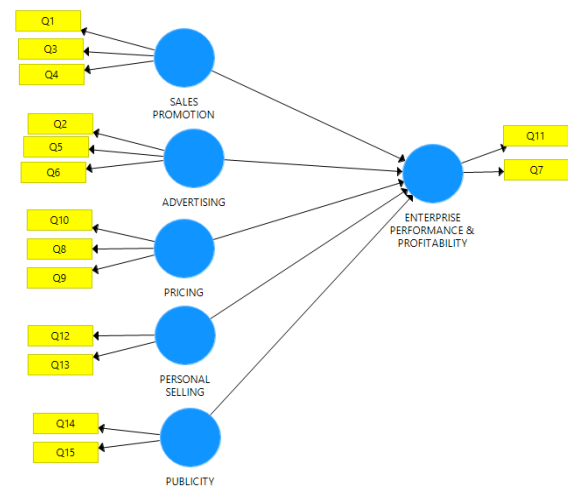 Q1
Q3
Q4
SALES
PROMOTION
Q2
Q5
Q6
ADVERTISING
Q10
Q8
Q9
PRICING
Q12
Q13
PERSONAL
SELLING
Q14
Q15
PUBLICITY
Q11
Q7
ENTERPRISE
PERFORMANCE &
PROFITABILITY